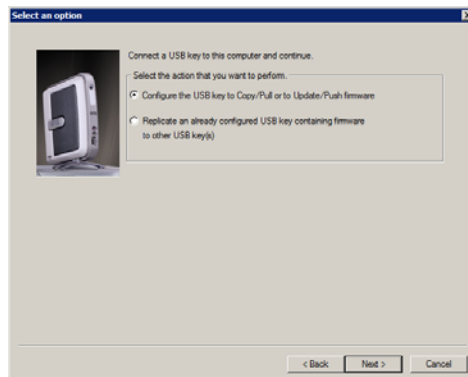 Select an option
Connect a USB key to this computer and continue.
Select the action that you want to perform.
Configure the USB key to Copy/Pull or to Update/Push firmware
Replicate an already configured USB key containing firmware
to other USB key(s)
< Back
Next >
Cancel